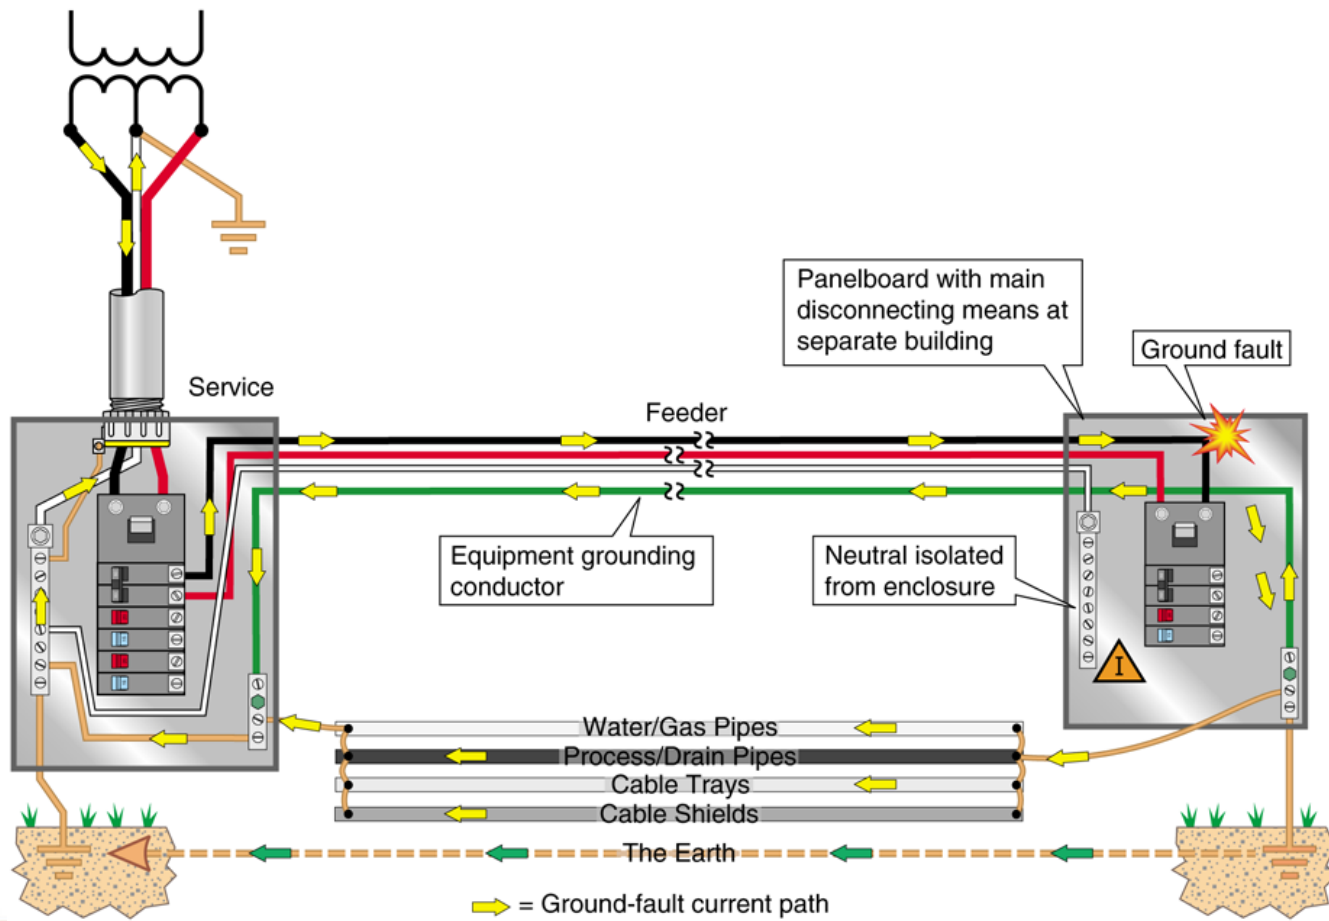 Panelboard with main
disconnecting means at
separate building
Ground fault
Service
Feeder
Equipment grounding
conductor
Neutral isolated
from enclosure
I
Water/Gas Pipes
Process/Drain Pipes
Cable Trays
Cable Shields
The Earth
= Ground-fault current path